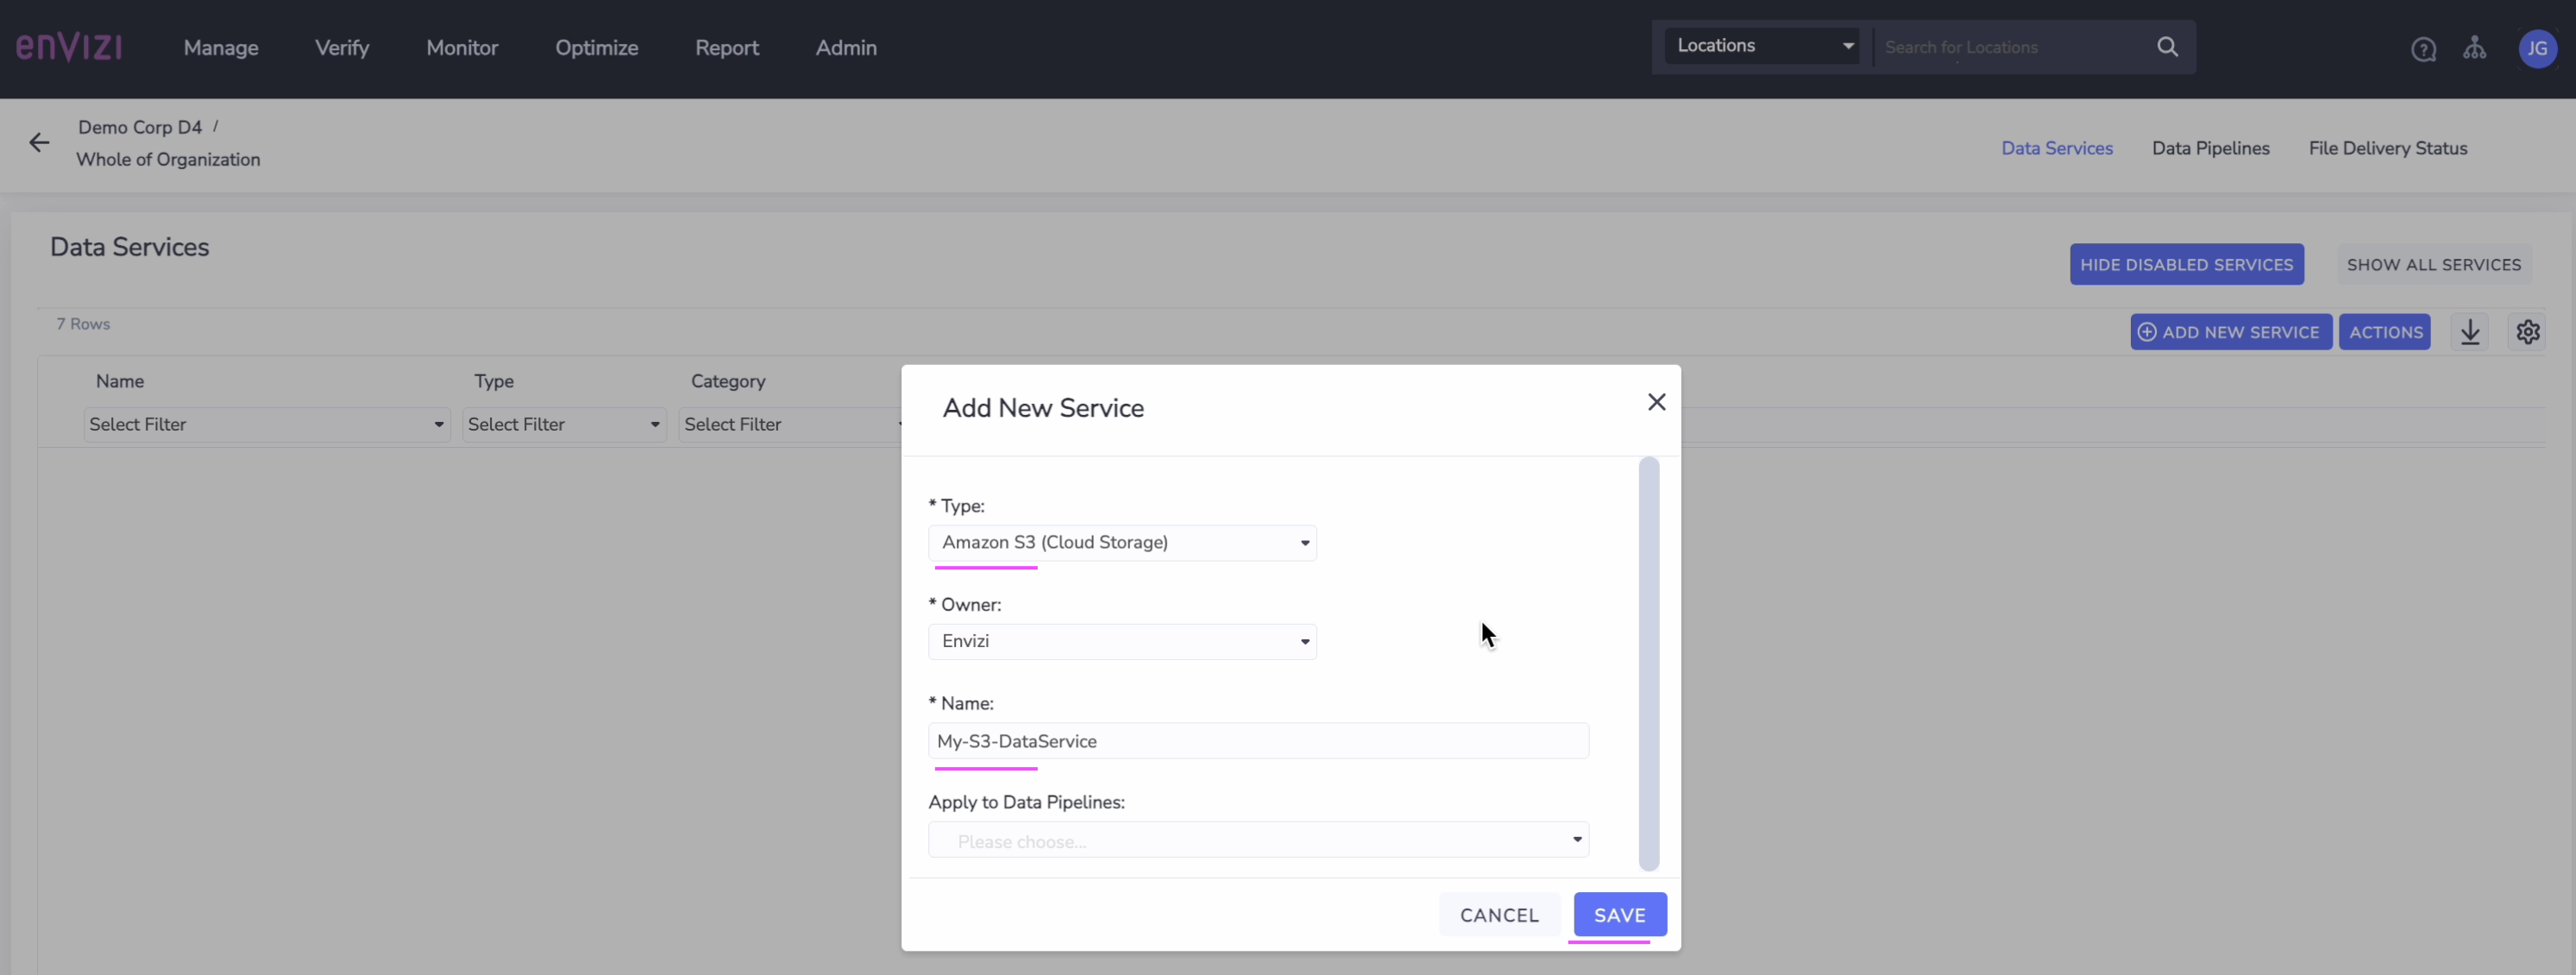 enVIZI
Manage
Verify
Monitor
Optimize
Report
Admin
Locations
Search for Locations
JG
Demo Corp D4 /
Whole of Organization
Data Services
Data Pipelines
File Delivery Status
Data Services
HIDE DISABLED SERVICES
SHOW ALL SERVICES
7 Rows
ADD NEW SERVICE
ACTIONS
Name
Type
Category
Select Filter
Select Filter
Select Filter
Add New Service
* Type:
Amazon S3 (Cloud Storage)
* Owner:
Envizi
* Name:
My-S3-DataService
Apply to Data Pipelines:
Please choose...
CANCEL
SAVE